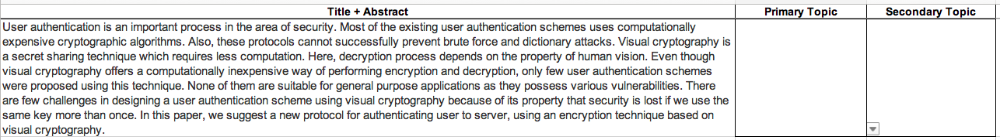 Title + Abstract
Primary Topic
Secondary Topic
User authentication is an important process in the area of security. Most of the existing user authentication schemes uses computationally
expensive cryptographic algorithms. Also, these protocols cannot successfully prevent brute force and dictionary attacks. Visual cryptography is
a secret sharing technique which requires less computation. Here, decryption process depends on the property of human vision. Even though
visual cryptography offers a computationally inexpensive way of performing encryption and decryption, only few user authentication schemes
were proposed using this technique. None of them are suitable for general purpose applications as they possess various vulnerabilities. There
are few challenges in designing a user authentication scheme using visual cryptography because of its property that security is lost if we use the
same key more than once. In this paper, we suggest a new protocol for authenticating user to server, using an encryption technique based on
visual cryptography.